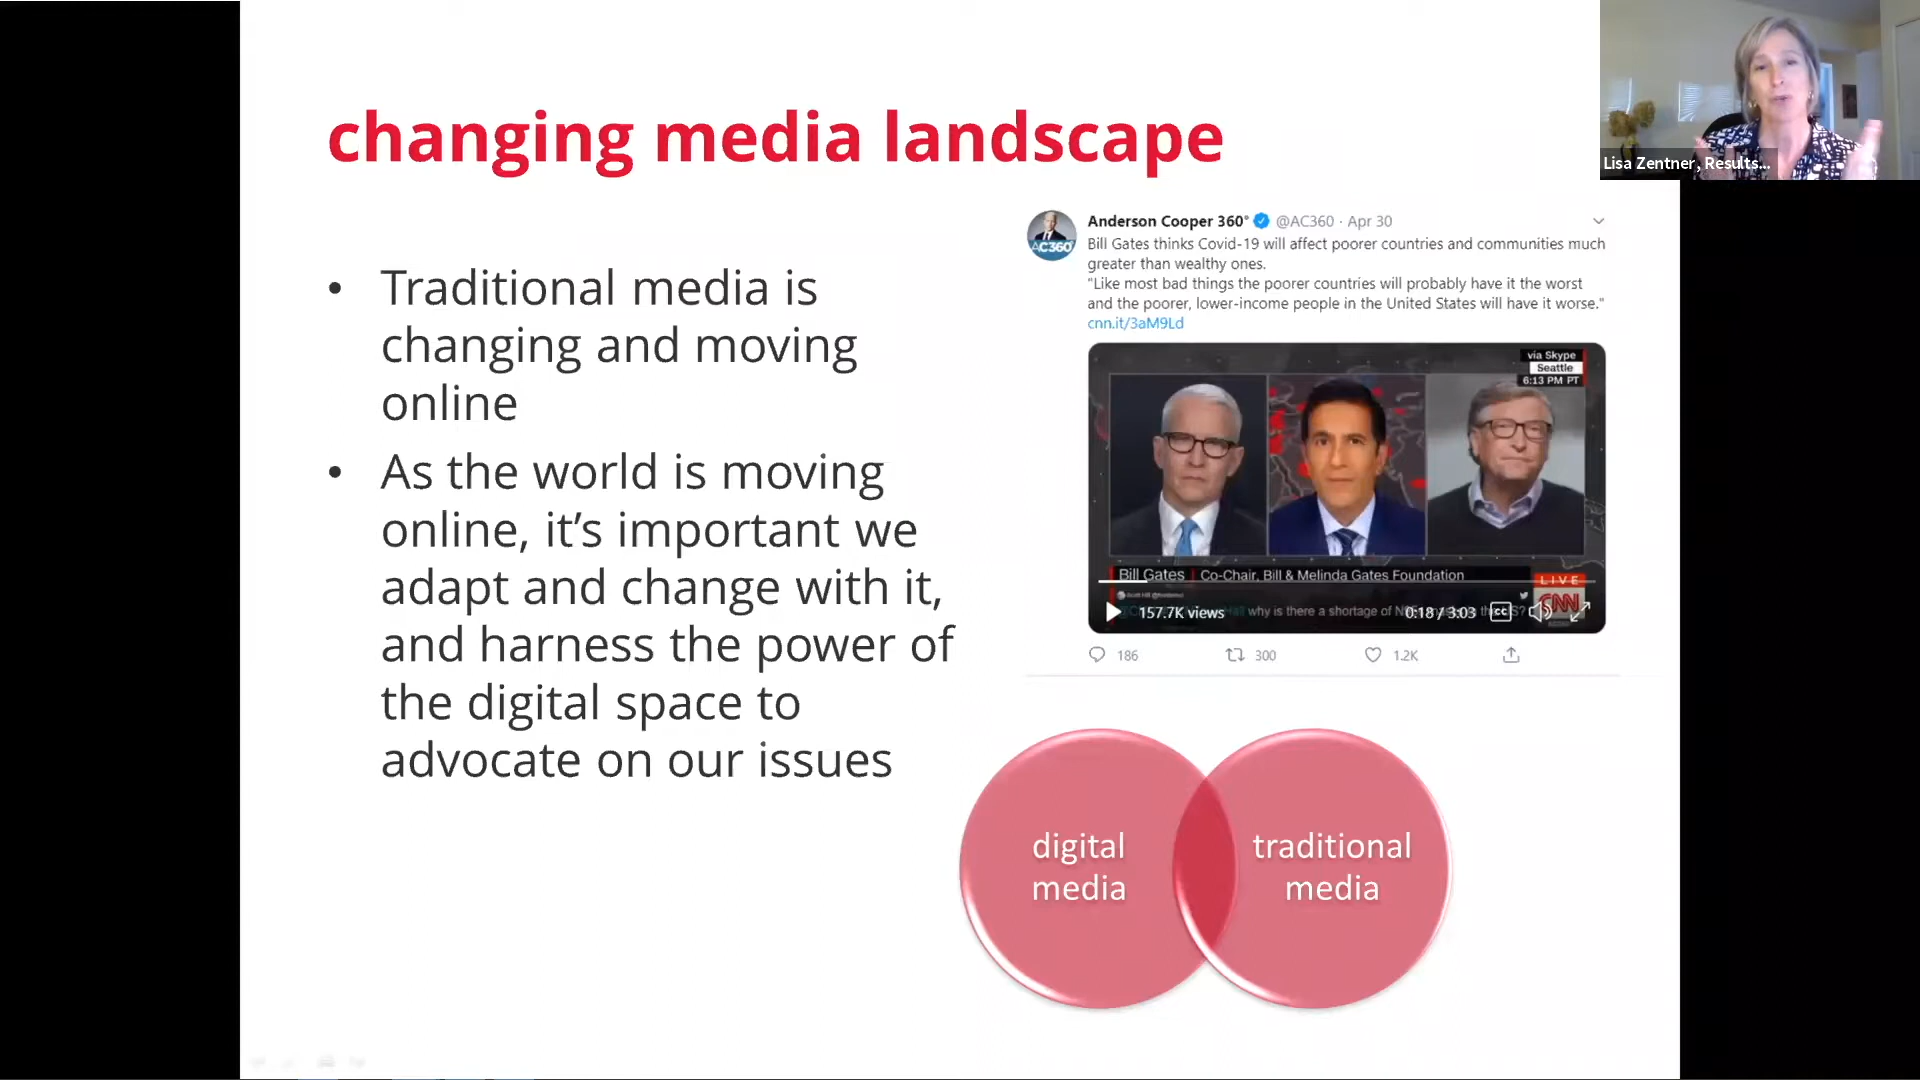 changing media landscape
Lisa Zentner, Results...
• Traditional media is
changing and moving
online
• As the world is moving
online, it’s important we
adapt and change with it,
and harness the power of
the digital space to
advocate on our issues
Anderson Cooper 360° @AC360 · Apr 30
Bill Gates thinks Covid-19 will affect poorer countries and communities much
greater than wealthy ones.
"Like most bad things the poorer countries will probably have it the worst
and the poorer, lower-income people in the United States will have it worse."
cnn.it/3aM9Ld
AC360°
via Skype
Seattle
6:13 PM PT
Bill Gates | Co-Chair, Bill & Melinda Gates Foundation
LIVE
CNN
why is there a shortage of
157.7K views
0:18 / 3:03
CC
186 300 1.2K
digital
media
traditional
media